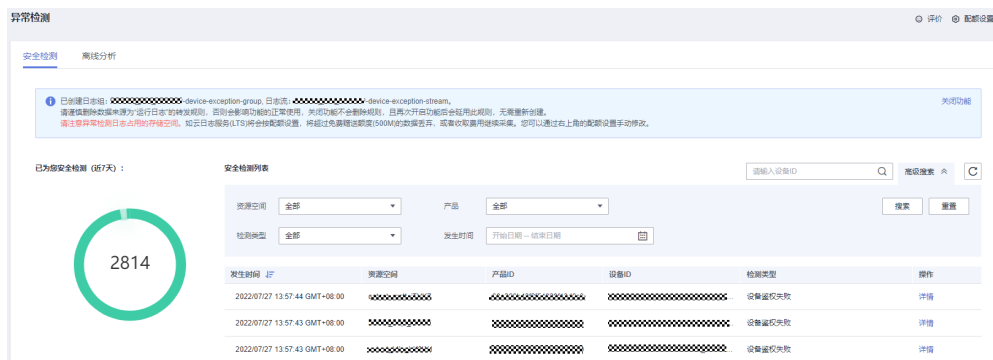 异常检测
评价 配额设置
安全检测 离线分析
已创建日志组: -device-exception-group, 日志流: -device-exception-stream。
请谨慎删除数据来源为“运行日志”的转发规则，否则会影响功能的正常使用，关闭功能不会删除规则，且再次开启功能后会延用此规则，无需重新创建。
请注意异常检测日志占用的存储空间。如云日志服务(LTS)将会按配额设置，将超过免费赠送额度(500M)的数据丢弃、或者收取费用继续采集。您可以通过右上角的配额设置手动修改。
关闭功能
已为您安全检测（近7天）：
2814
安全检测列表
请输入设备ID
高级搜索
资源空间 全部 产品 全部 搜索 重置
检测类型 全部 发生时间 开始日期 – 结束日期
发生时间 资源空间 产品ID 设备ID 检测类型 操作
2022/07/27 13:57:44 GMT+08:00 设备鉴权失败 详情
2022/07/27 13:57:43 GMT+08:00 设备鉴权失败 详情
2022/07/27 13:57:43 GMT+08:00 设备鉴权失败 详情